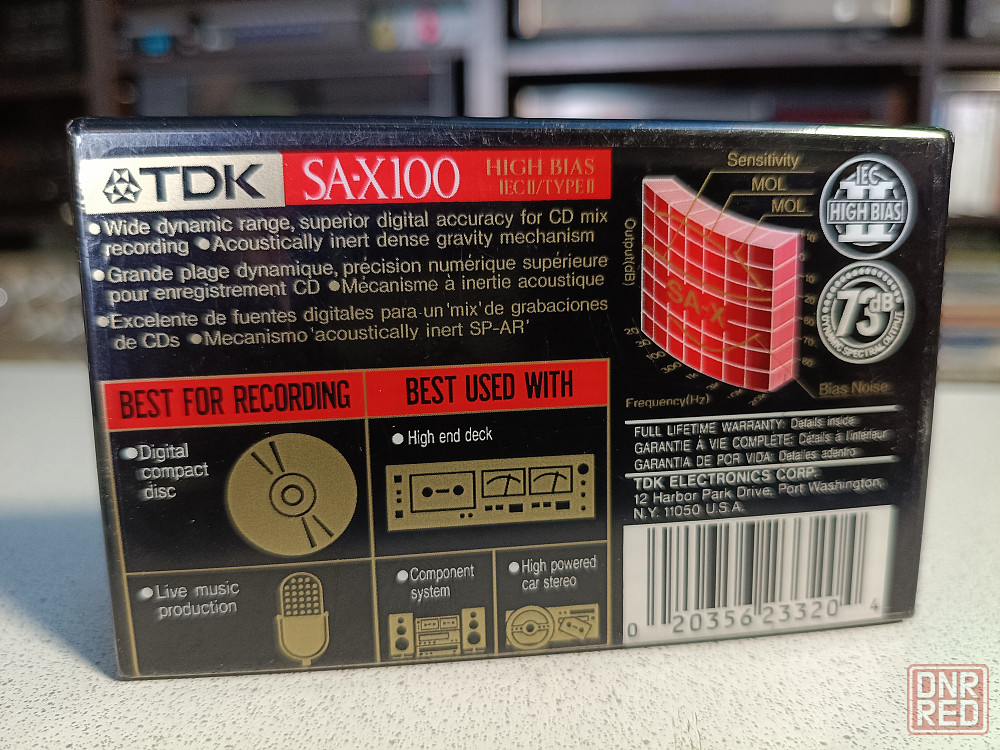 TDK SA-X100 HIGH BIAS
IECII/TYPE II
•Wide dynamic range, superior digital accuracy for CD mix
recording •Acoustically inert dense gravity mechanism
•Grande plage dynamique, précision numérique supérieure
pour enregistrement CD •Mécanisme à inertie acoustique
•Excelente de fuentes digitales para un 'mix' de grabaciones
de CDs •Mecanismo 'acoustically inert SP-AR'
BEST FOR RECORDING
•Digital
compact
disc
•Live music
production
BEST USED WITH
•High end deck
•Component
system
•High powered
car stereo
Sensitivity
MOL
MOL
Output(dB)
SA-X
Frequency(Hz)
Bias Noise
IEC
II
HIGH BIAS
73dB
FULL LIFETIME WARRANTY: Details inside
GARANTIE À VIE COMPLÈTE: Détails à l'intérieur
GARANTIA DE POR VIDA: Detalles adentro
TDK ELECTRONICS CORP.
12 Harbor Park Drive, Port Washington,
N.Y. 11050 U.S.A.
0 20356 23320 4
DNR
RED